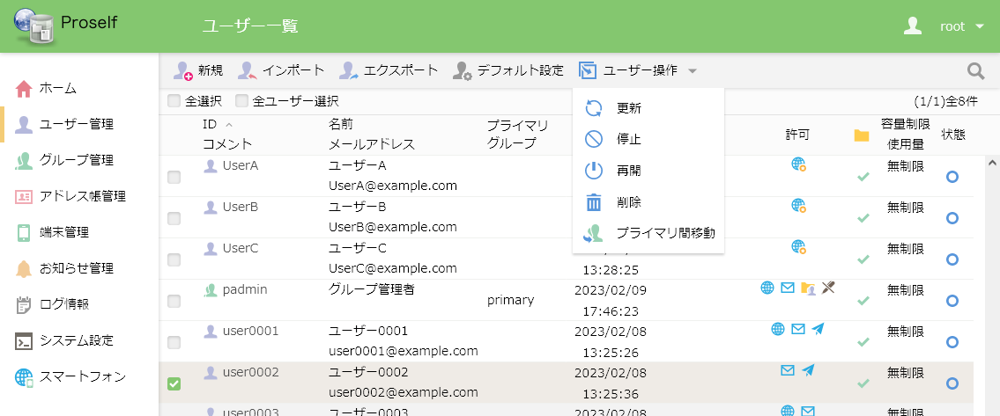 Proself
ユーザー一覧
root
ホーム
ユーザー管理
グループ管理
アドレス帳管理
端末管理
お知らせ管理
ログ情報
システム設定
スマートフォン
新規 インポート エクスポート デフォルト設定 ユーザー操作
全選択 全ユーザー選択 (1/1)全8件
更新
停止
再開
削除
プライマリ間移動
ID 名前 プライマリ 容量制限
コメント メールアドレス グループ 許可 使用量 状態
UserA ユーザーA 無制限
UserA@example.com
UserB ユーザーB 無制限
UserB@example.com
UserC ユーザーC 無制限
UserC@example.com 13:28:25
padmin グループ管理者 2023/02/09 無制限
primary 17:46:23
user0001 ユーザー0001 2023/02/08 無制限
user0001@example.com 13:25:26
user0002 ユーザー0002 2023/02/08 無制限
user0002@example.com 13:25:36
user0003 ユーザー0003 2023/02/08 無制限